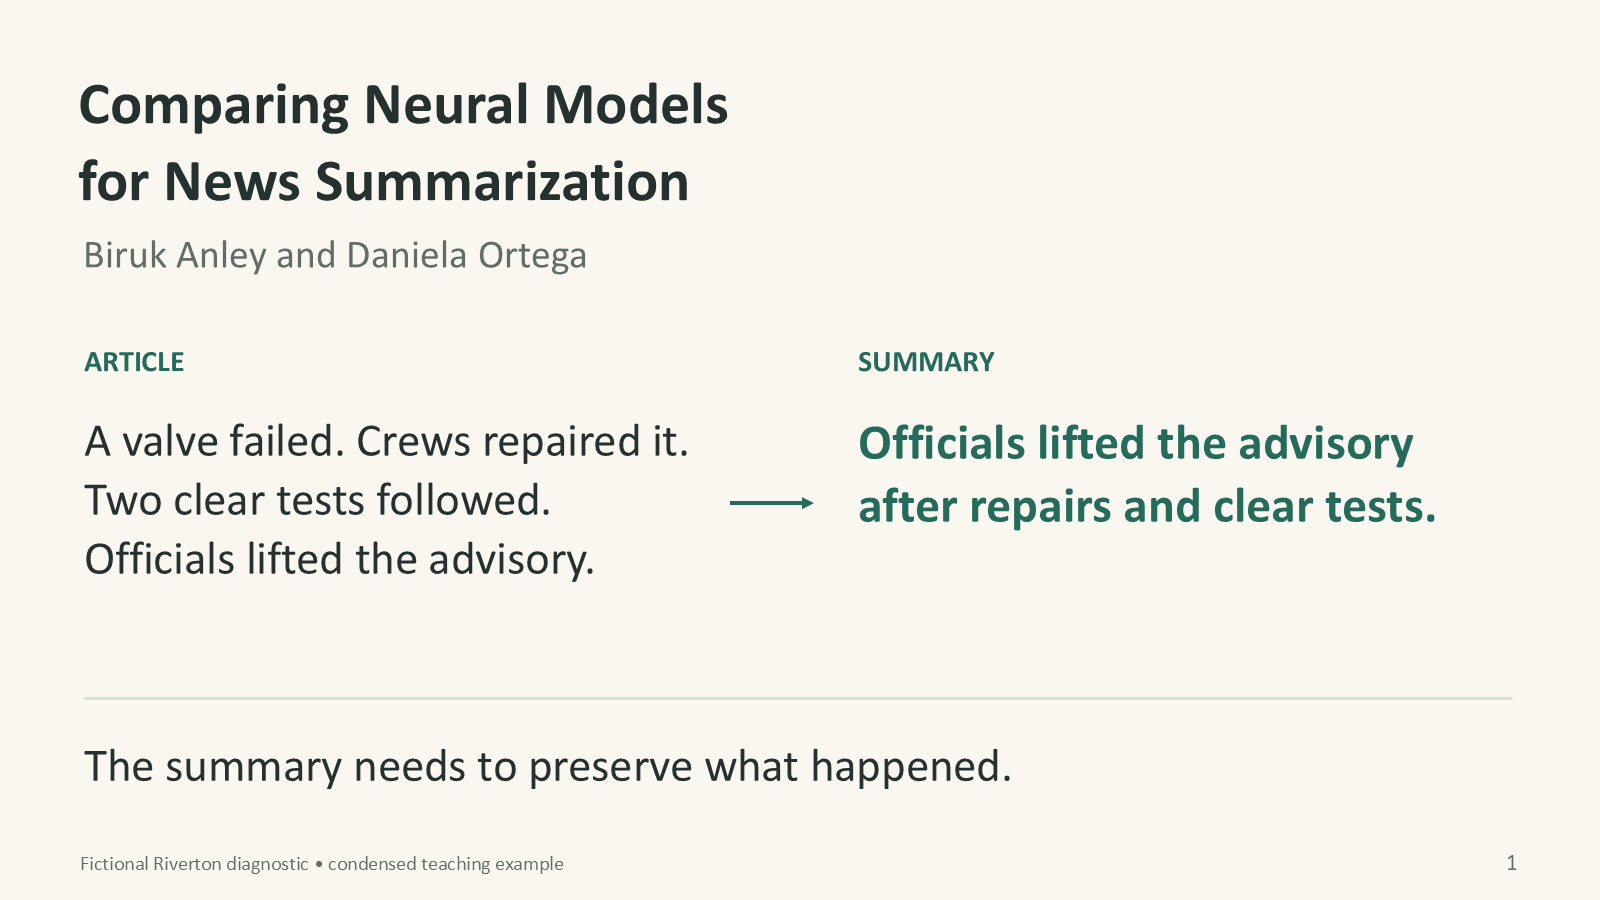 Comparing Neural Models
for News Summarization
Biruk Anley and Daniela Ortega
ARTICLE
A valve failed. Crews repaired it.
Two clear tests followed.
Officials lifted the advisory.
SUMMARY
Officials lifted the advisory
after repairs and clear tests.
The summary needs to preserve what happened.
Fictional Riverton diagnostic • condensed teaching example
1